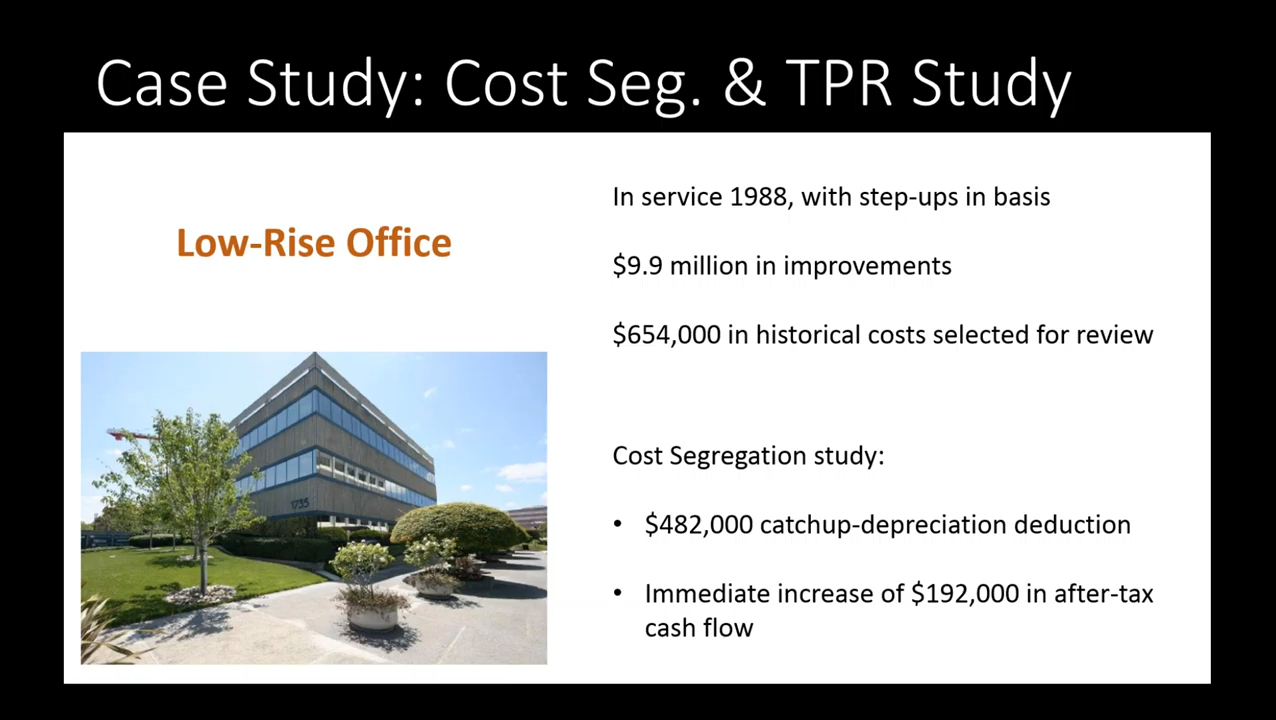 Case Study: Cost Seg. & TPR Study
Low-Rise Office
1735
In service 1988, with step-ups in basis
$9.9 million in improvements
$654,000 in historical costs selected for review
Cost Segregation study:
• $482,000 catchup-depreciation deduction
• Immediate increase of $192,000 in after-tax
cash flow